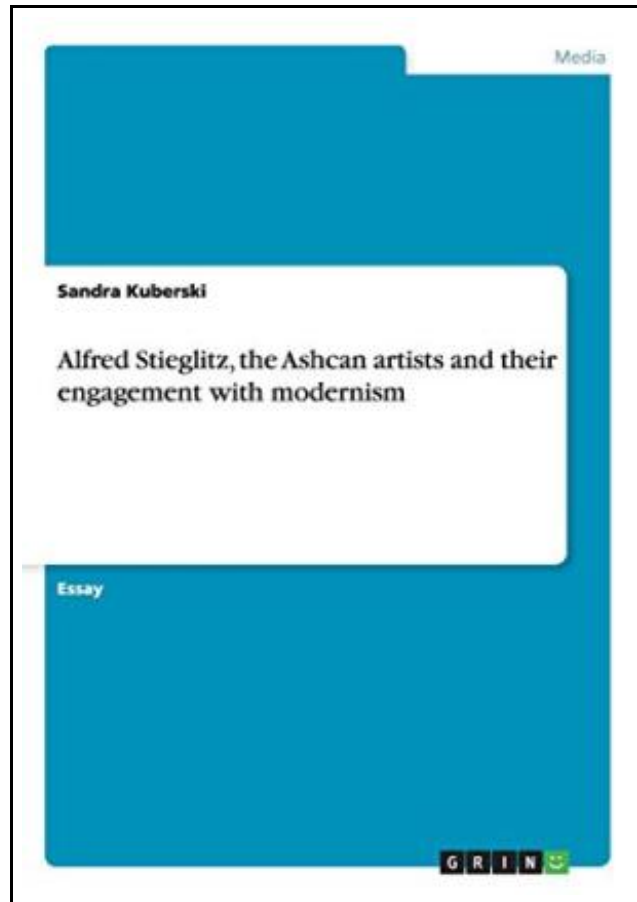 Media
Sandra Kuberski
Alfred Stieglitz, the Ashcan artists and their
engagement with modernism
Essay
GRIN